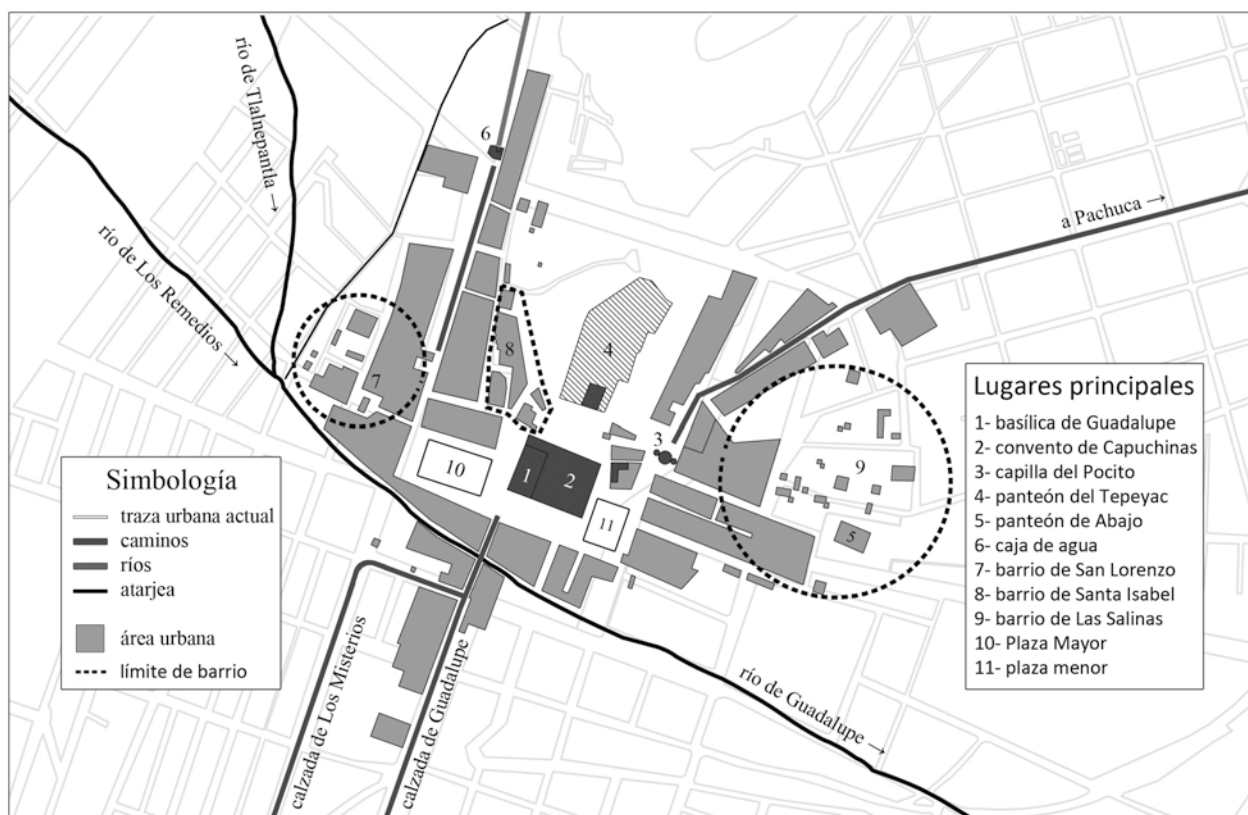 río de Tlalnepantla →
río de Los Remedios →
6
a Pachuca →
4
8
7
3
9
10
1
2
11
5
calzada de Los Misterios
calzada de Guadalupe
río de Guadalupe →
Simbología
traza urbana actual
caminos
ríos
atarjea
área urbana
límite de barrio
Lugares principales
1- basílica de Guadalupe
2- convento de Capuchinas
3- capilla del Pocito
4- panteón del Tepeyac
5- panteón de Abajo
6- caja de agua
7- barrio de San Lorenzo
8- barrio de Santa Isabel
9- barrio de Las Salinas
10- Plaza Mayor
11- plaza menor